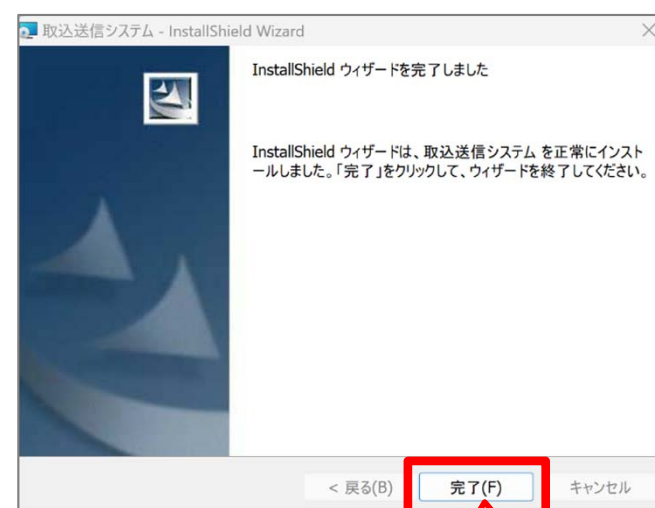 取込送信システム - InstallShield Wizard
InstallShield ウィザードを完了しました
InstallShield ウィザードは、取込送信システム を正常にインスト
ールしました。「完了」をクリックして、ウィザードを終了してください。
< 戻る(B)
完了(F)
キャンセル